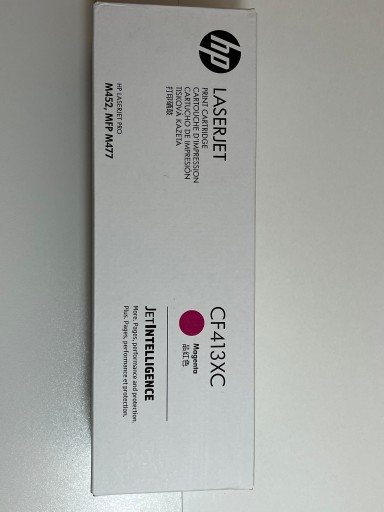 hp
LASERJET
PRINT CARTRIDGE
CARTOUCHE D'IMPRESSION
CARTUCHO DE IMPRESIÓN
TISKOVÁ KAZETA
打印硒鼓
HP LASERJET PRO
M452, MFP M477
CF413XC
Magenta
品红色
JETINTELLIGENCE
More. Pages, performance and protection.
Plus. Pages, performance et protection.